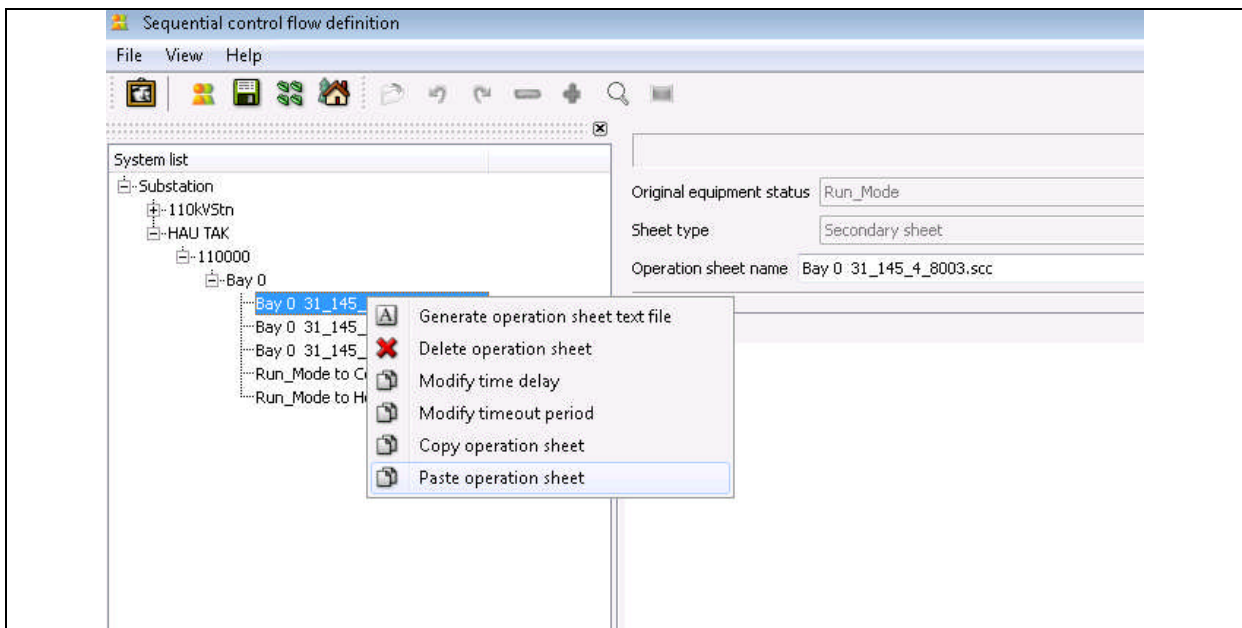 Sequential control flow definition
File View Help
System list
Substation
110kVStn
HAU TAK
110000
Bay 0
Bay 0 31_145_
Bay 0 31_145_
Bay 0 31_145_
Run_Mode to C
Run_Mode to H
Generate operation sheet text file
Delete operation sheet
Modify time delay
Modify timeout period
Copy operation sheet
Paste operation sheet
Original equipment status Run_Mode
Sheet type Secondary sheet
Operation sheet name Bay 0 31_145_4_8003.scc